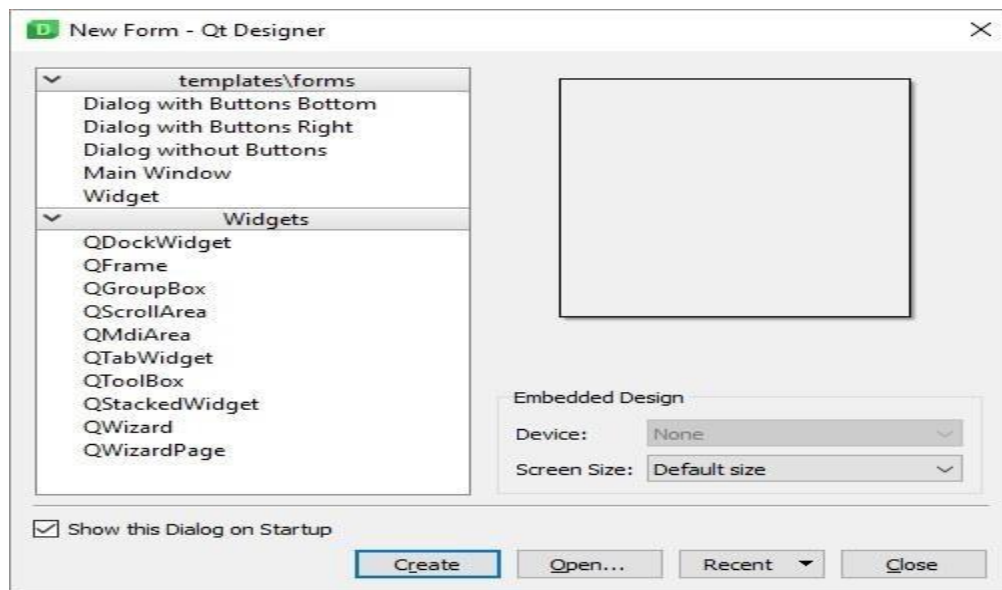 New Form - Qt Designer
templates\forms
Dialog with Buttons Bottom
Dialog with Buttons Right
Dialog without Buttons
Main Window
Widget
Widgets
QDockWidget
QFrame
QGroupBox
QScrollArea
QMdiArea
QTabWidget
QToolBox
QStackedWidget
QWizard
QWizardPage
Embedded Design
Device: None
Screen Size: Default size
Show this Dialog on Startup
Create Open... Recent Close